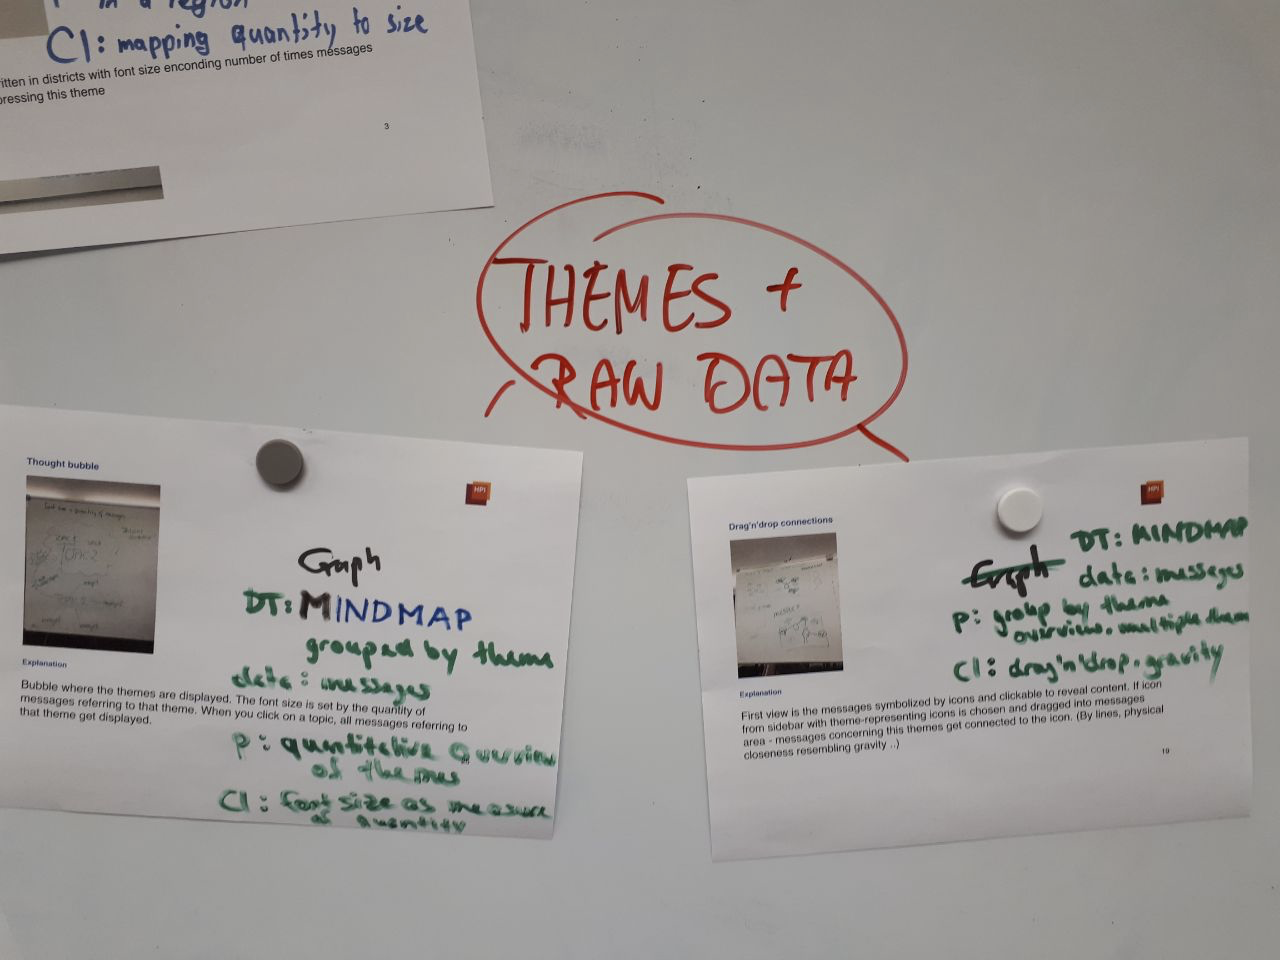 in a region
CI: mapping quantity to size
itten in districts with font size enconding number of times messages
pressing this theme
3
THEMES +
RAW DATA
Thought bubble
HPI
Graph
DT: MINDMAP
grouped by theme
data: messages
Explanation
Bubble where the themes are displayed. The font size is set by the quantity of
messages referring to that theme. When you click on a topic, all messages referring to
that theme get displayed.
P: quantitative overview
of themes
CI: font size as measure
of quantity
Drag'n'drop connections
HPI
DT: MINDMAP
Graph
data: messages
P: group by theme
overview, multiple them
CI: drag'n'drop, gravity
Explanation
First view is the messages symbolized by icons and clickable to reveal content. If icon
from sidebar with theme-representing icons is chosen and dragged into messages
area - messages concerning this themes get connected to the icon. (By lines, physical
closeness resembling gravity ..)
19